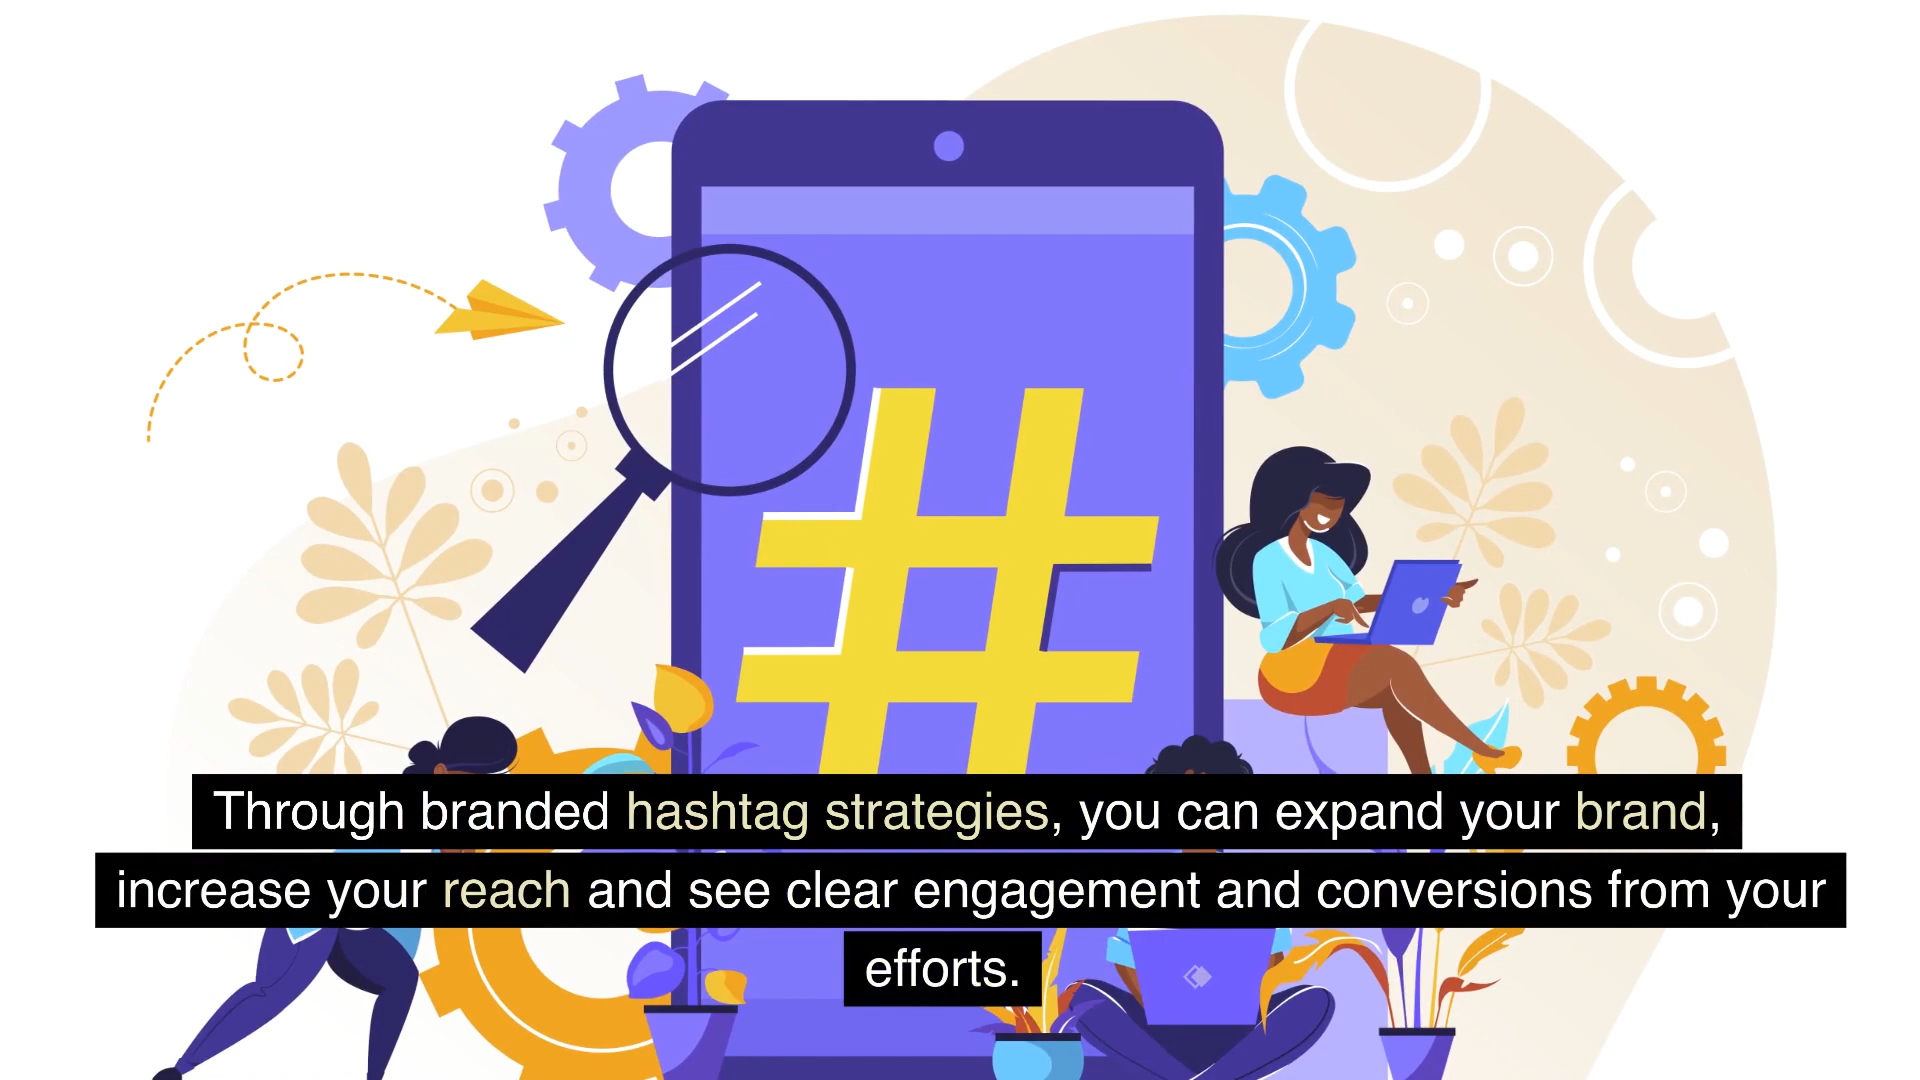 #
Through branded hashtag strategies, you can expand your brand,
increase your reach and see clear engagement and conversions from your
efforts.